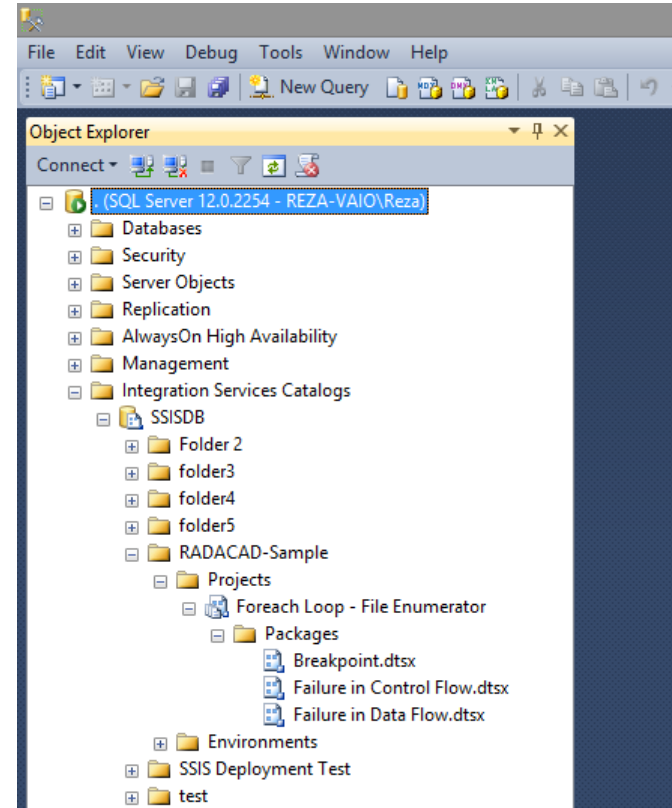 File Edit View Debug Tools Window Help
New Query
Object Explorer
Connect
. (SQL Server 12.0.2254 - REZA-VAIO\Reza)
Databases
Security
Server Objects
Replication
AlwaysOn High Availability
Management
Integration Services Catalogs
SSISDB
Folder 2
folder3
folder4
folder5
RADACAD-Sample
Projects
Foreach Loop - File Enumerator
Packages
Breakpoint.dtsx
Failure in Control Flow.dtsx
Failure in Data Flow.dtsx
Environments
SSIS Deployment Test
test